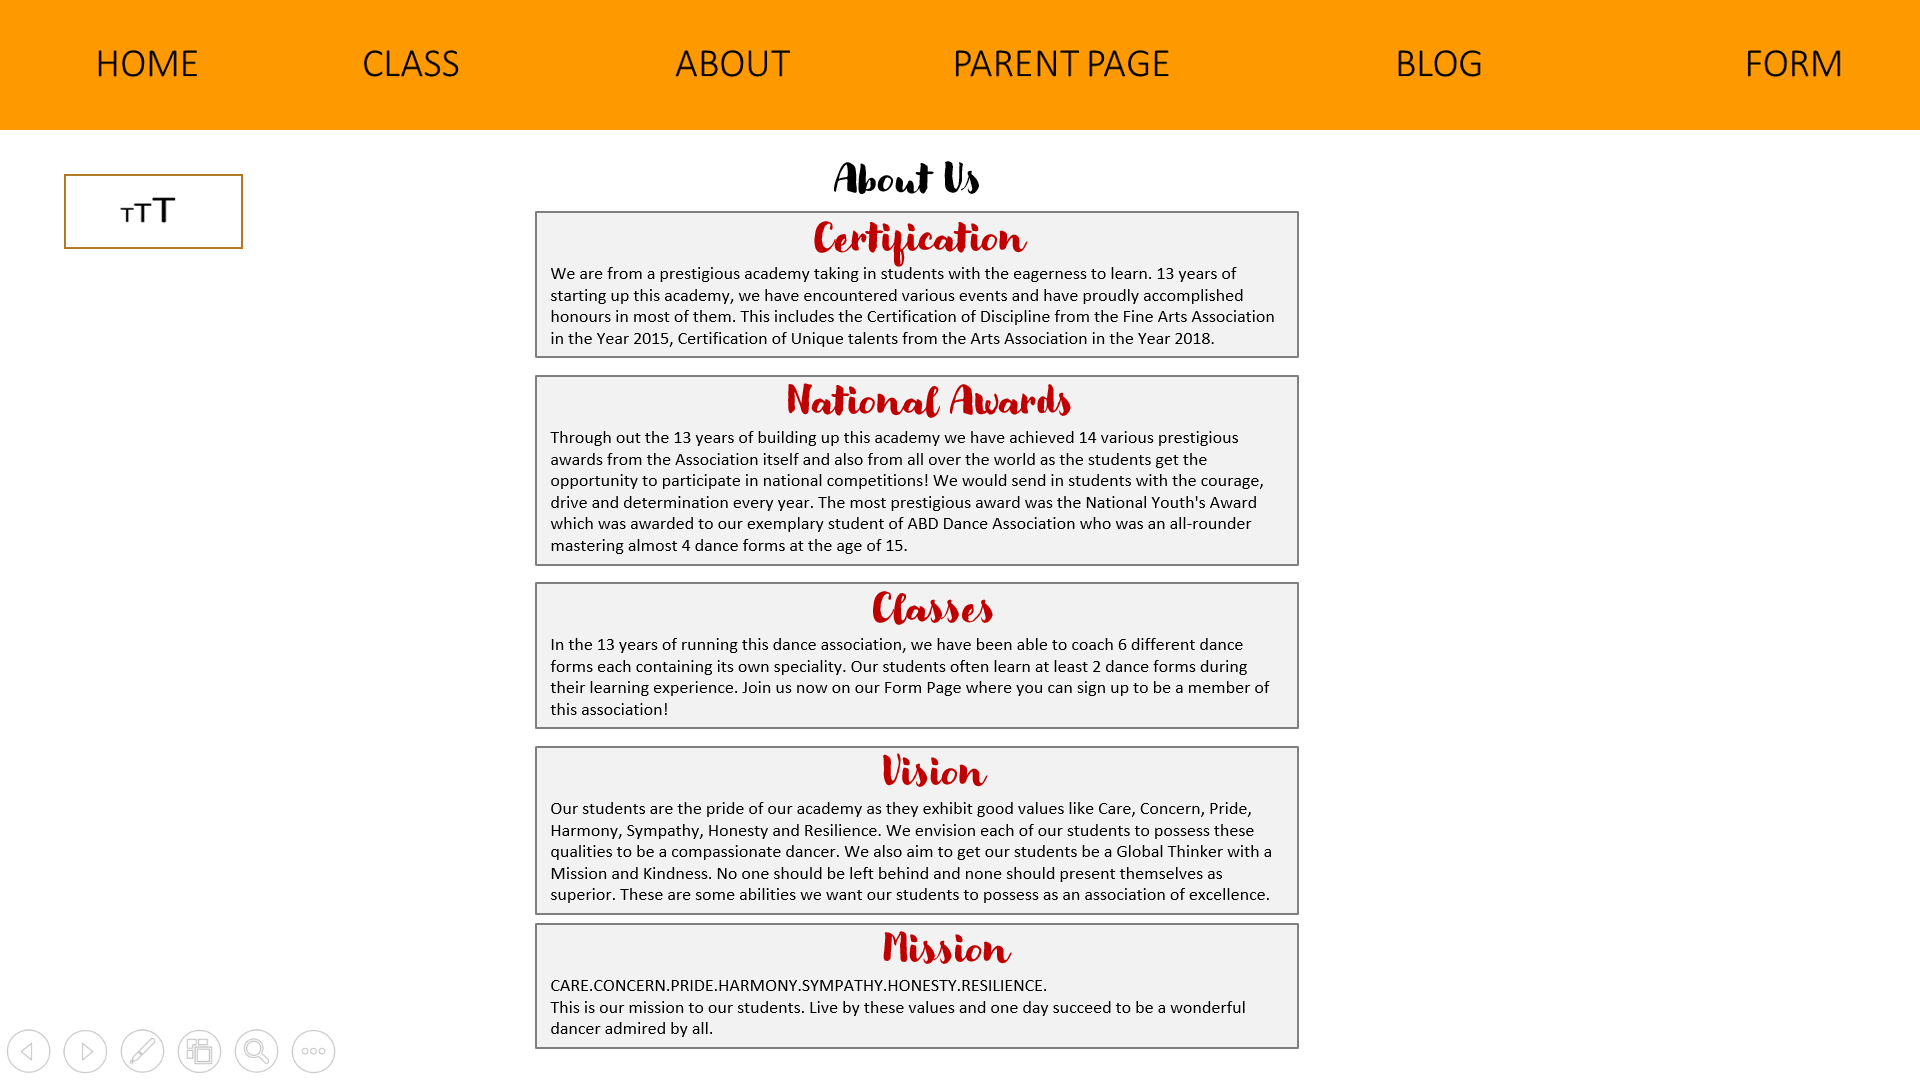 HOME CLASS ABOUT PARENT PAGE BLOG FORM
TTT
About Us
Certification
We are from a prestigious academy taking in students with the eagerness to learn. 13 years of
starting up this academy, we have encountered various events and have proudly accomplished
honours in most of them. This includes the Certification of Discipline from the Fine Arts Association
in the Year 2015, Certification of Unique talents from the Arts Association in the Year 2018.
National Awards
Through out the 13 years of building up this academy we have achieved 14 various prestigious
awards from the Association itself and also from all over the world as the students get the
opportunity to participate in national competitions! We would send in students with the courage,
drive and determination every year. The most prestigious award was the National Youth's Award
which was awarded to our exemplary student of ABD Dance Association who was an all-rounder
mastering almost 4 dance forms at the age of 15.
Classes
In the 13 years of running this dance association, we have been able to coach 6 different dance
forms each containing its own speciality. Our students often learn at least 2 dance forms during
their learning experience. Join us now on our Form Page where you can sign up to be a member of
this association!
Vision
Our students are the pride of our academy as they exhibit good values like Care, Concern, Pride,
Harmony, Sympathy, Honesty and Resilience. We envision each of our students to possess these
qualities to be a compassionate dancer. We also aim to get our students be a Global Thinker with a
Mission and Kindness. No one should be left behind and none should present themselves as
superior. These are some abilities we want our students to possess as an association of excellence.
Mission
CARE.CONCERN.PRIDE.HARMONY.SYMPATHY.HONESTY.RESILIENCE.
This is our mission to our students. Live by these values and one day succeed to be a wonderful
dancer admired by all.